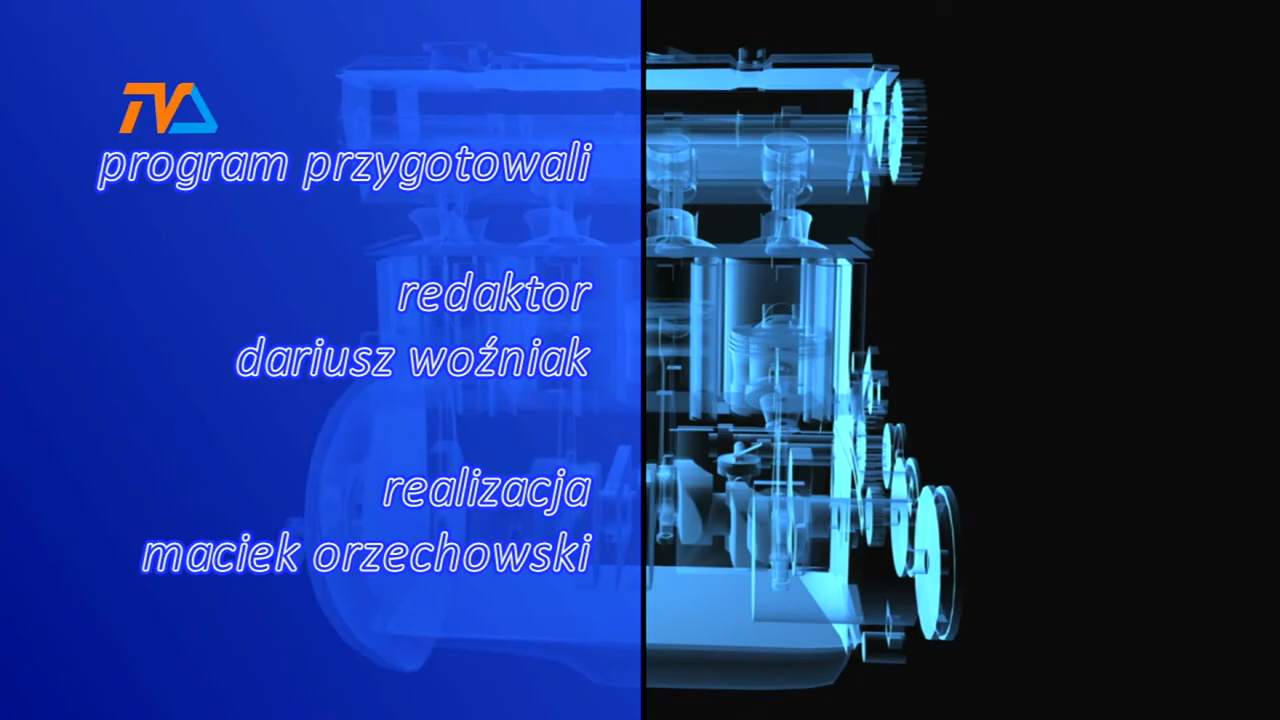 TVA
program przygotowali
redaktor
dariusz woźniak
realizacja
maciek orzechowski